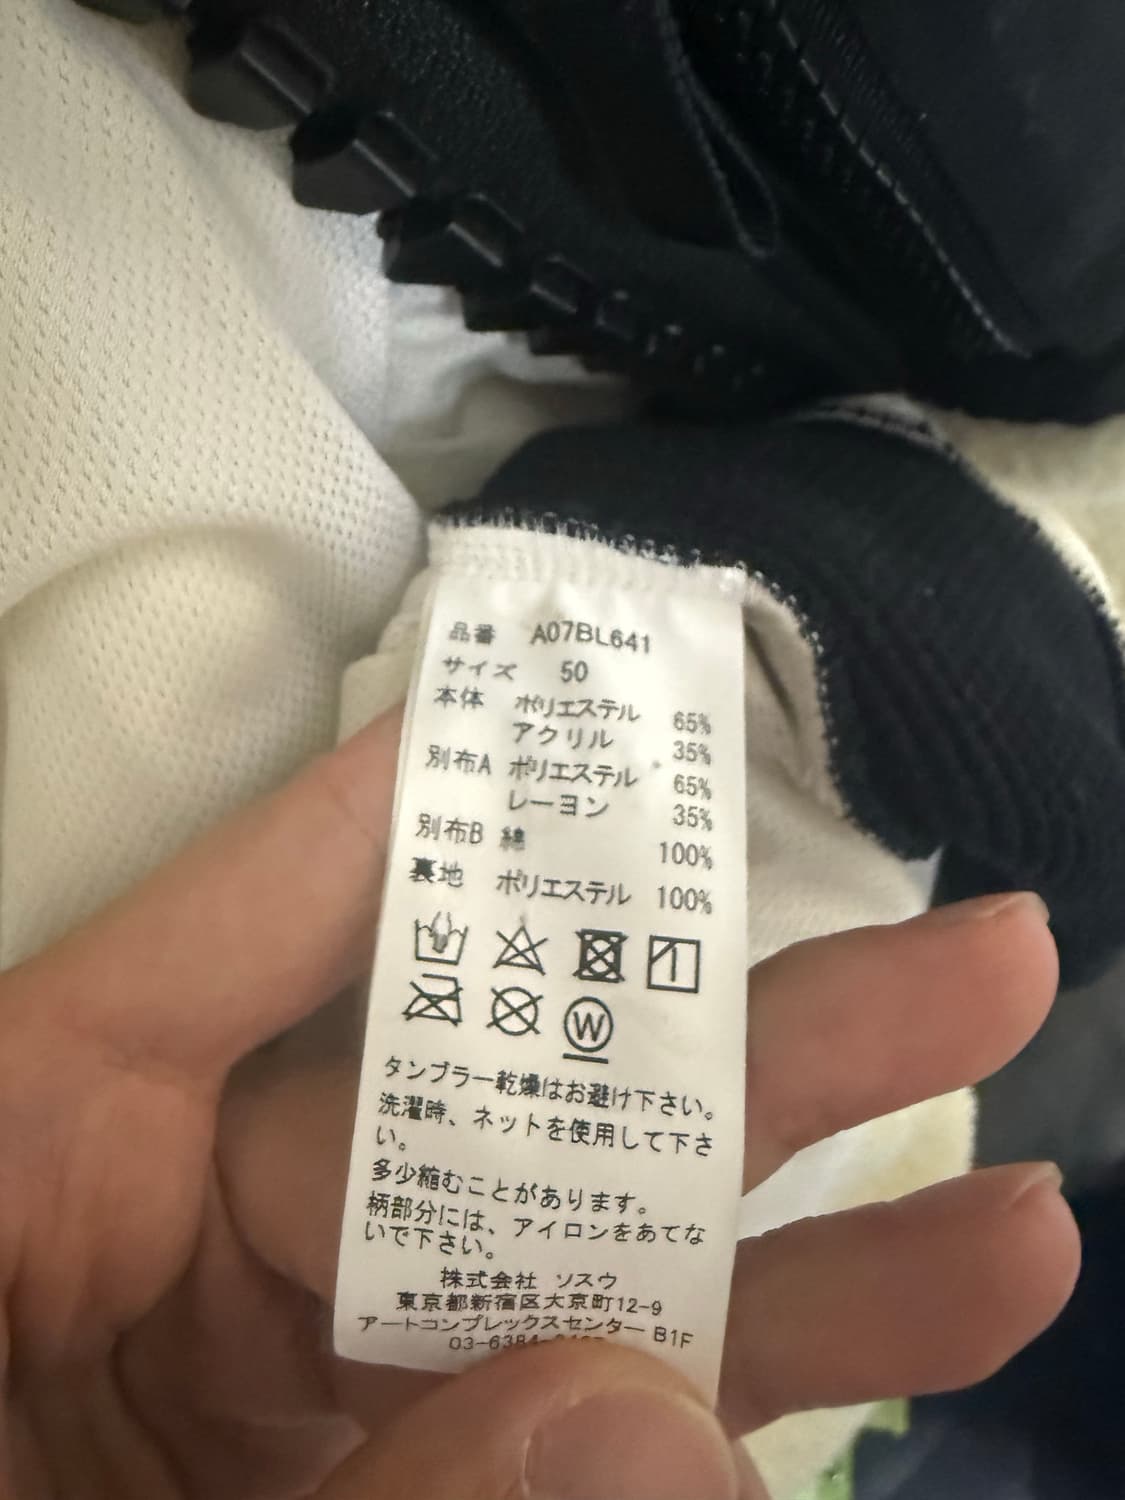 品番 A07BL641
サイズ 50
本体 ポリエステル 65%
アクリル 35%
別布A ポリエステル 65%
レーヨン 35%
別布B 綿 100%
裏地 ポリエステル 100%
W
タンブラー乾燥はお避け下さい。
洗濯時、ネットを使用して下さ
い。
多少縮むことがあります。
柄部分には、アイロンをあてな
いで下さい。
株式会社 ソスウ
東京都新宿区大京町12-9
アートコンプレックスセンター B1F
03-6384-